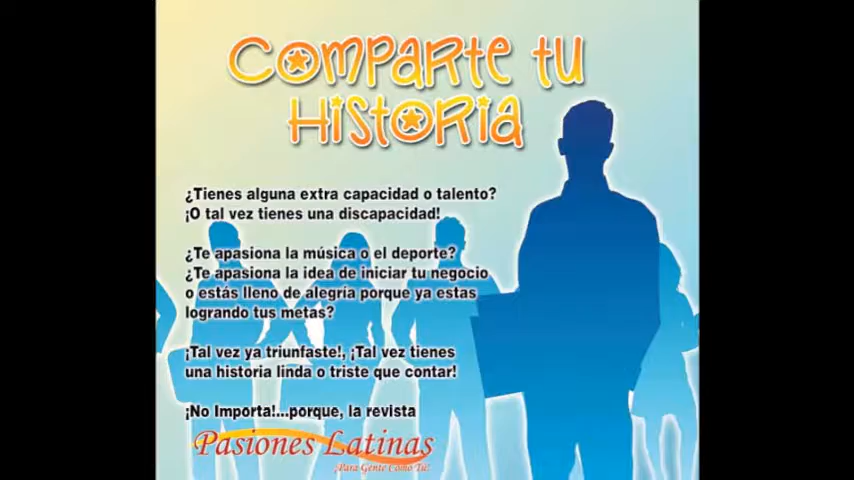 Comparte tu
Historia
¿Tienes alguna extra capacidad o talento?
¡O tal vez tienes una discapacidad!
¿Te apasiona la música o el deporte?
¿Te apasiona la idea de iniciar tu negocio
o estás lleno de alegría porque ya estas
logrando tus metas?
¡Tal vez ya triunfaste!, ¡Tal vez tienes
una historia linda o triste que contar!
¡No Importa!...porque, la revista
Pasiones Latinas
¡Para Gente Como Tú!